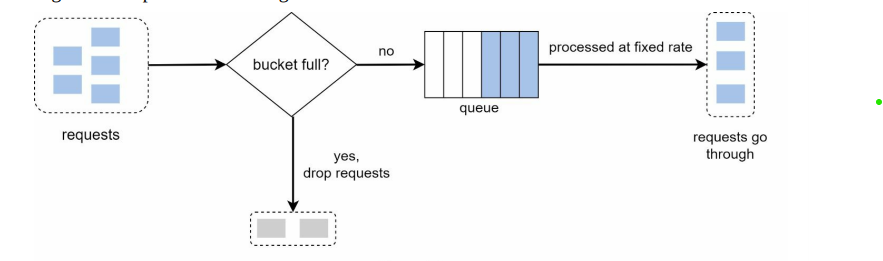 requests
bucket full?
no
yes,
drop requests
queue
processed at fixed rate
requests go
through